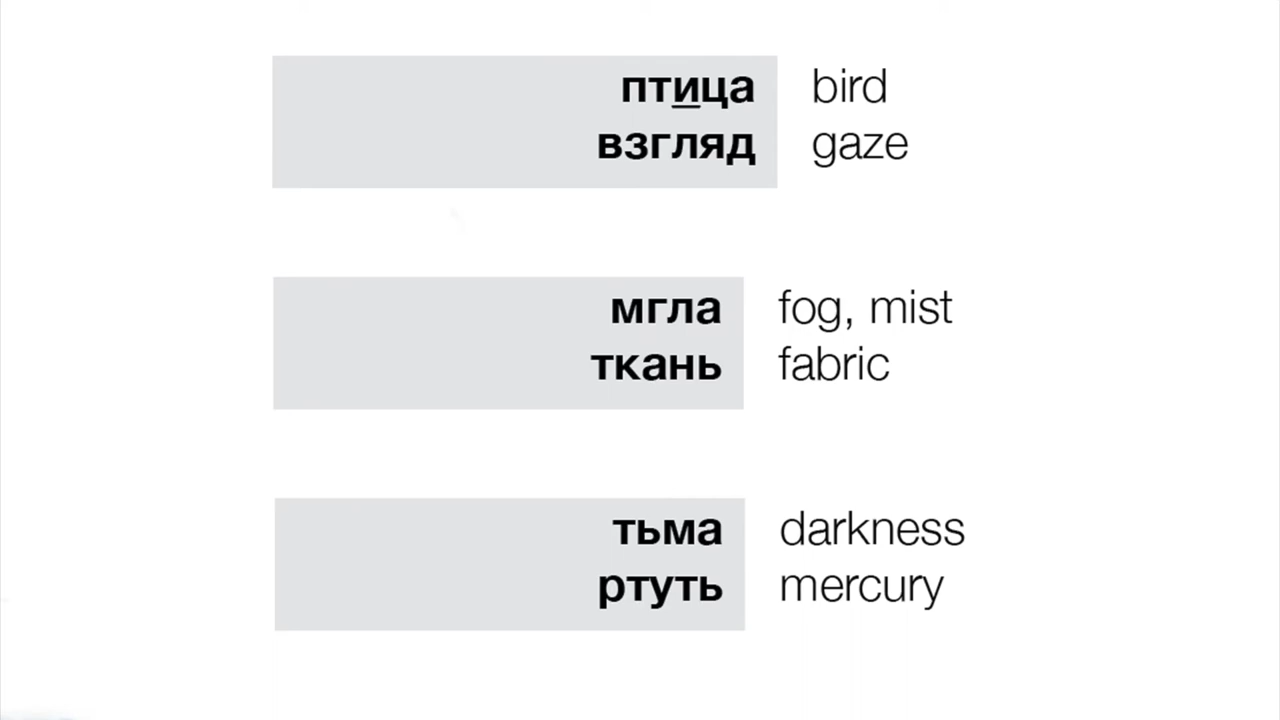 птица bird
взгляд gaze
мгла fog, mist
ткань fabric
тьма darkness
ртуть mercury